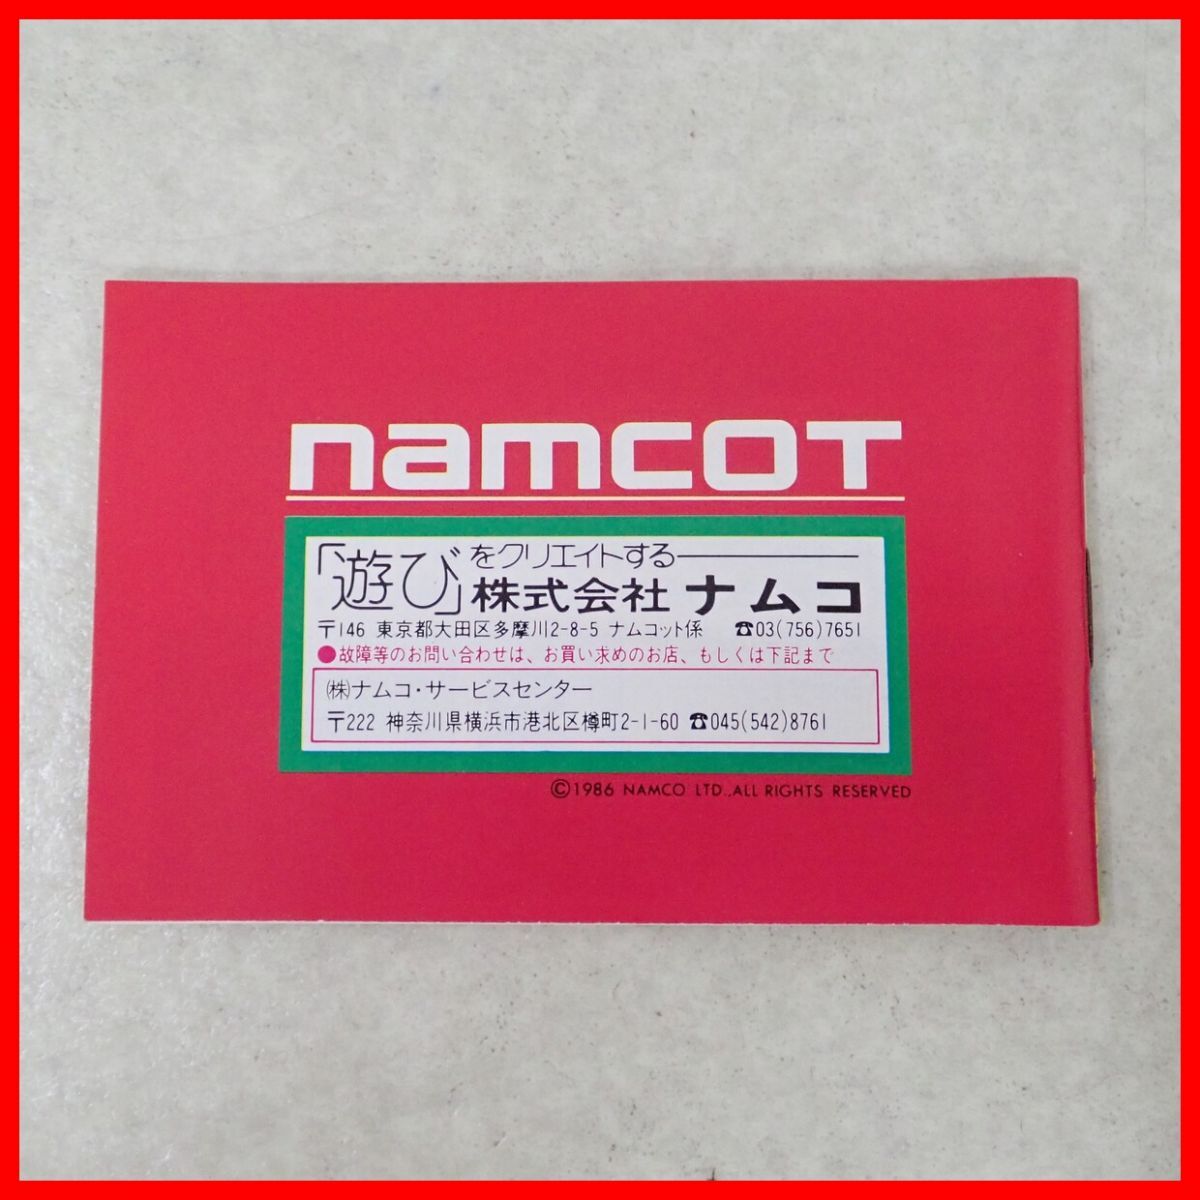 namcot
「遊び」をクリエイトする――
株式会社 ナムコ
〒146 東京都大田区多摩川2-8-5 ナムコット係 ☎03(756)7651
●故障等のお問い合わせは、お買い求めのお店、もしくは下記まで
㈱ナムコ・サービスセンター
〒222 神奈川県横浜市港北区樽町2-1-60 ☎045(542)8761
©1986 NAMCO LTD.,ALL RIGHTS RESERVED